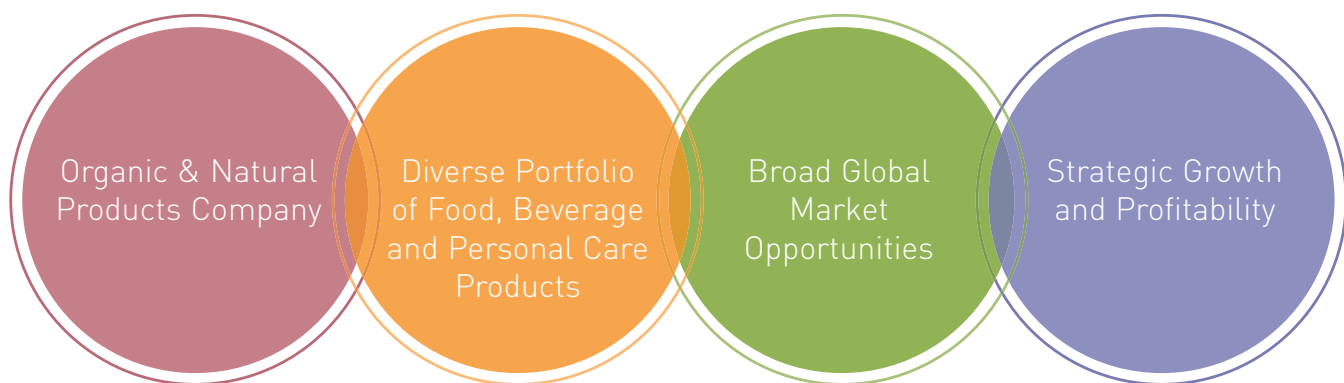 Organic & Natural
Products Company
Diverse Portfolio
of Food, Beverage
and Personal Care
Products
Broad Global
Market
Opportunities
Strategic Growth
and Profitability